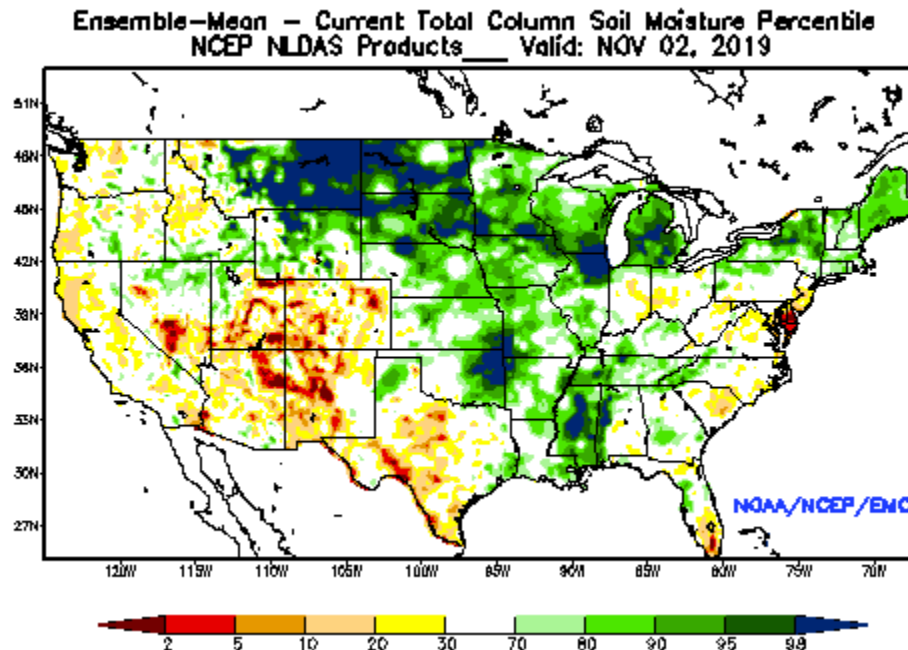 Ensemble-Mean - Current Total Column Soil Moisture Percentile
NCEP NLDAS Products___ Valid: NOV 02, 2019
51N
48N
45N
42N
39N
36N
33N
30N
27N
NOAA/NCEP/EMC
120W 115W 110W 105W 100W 95W 90W 85W 80W 75W 70W
2 5 10 20 30 70 80 90 95 98